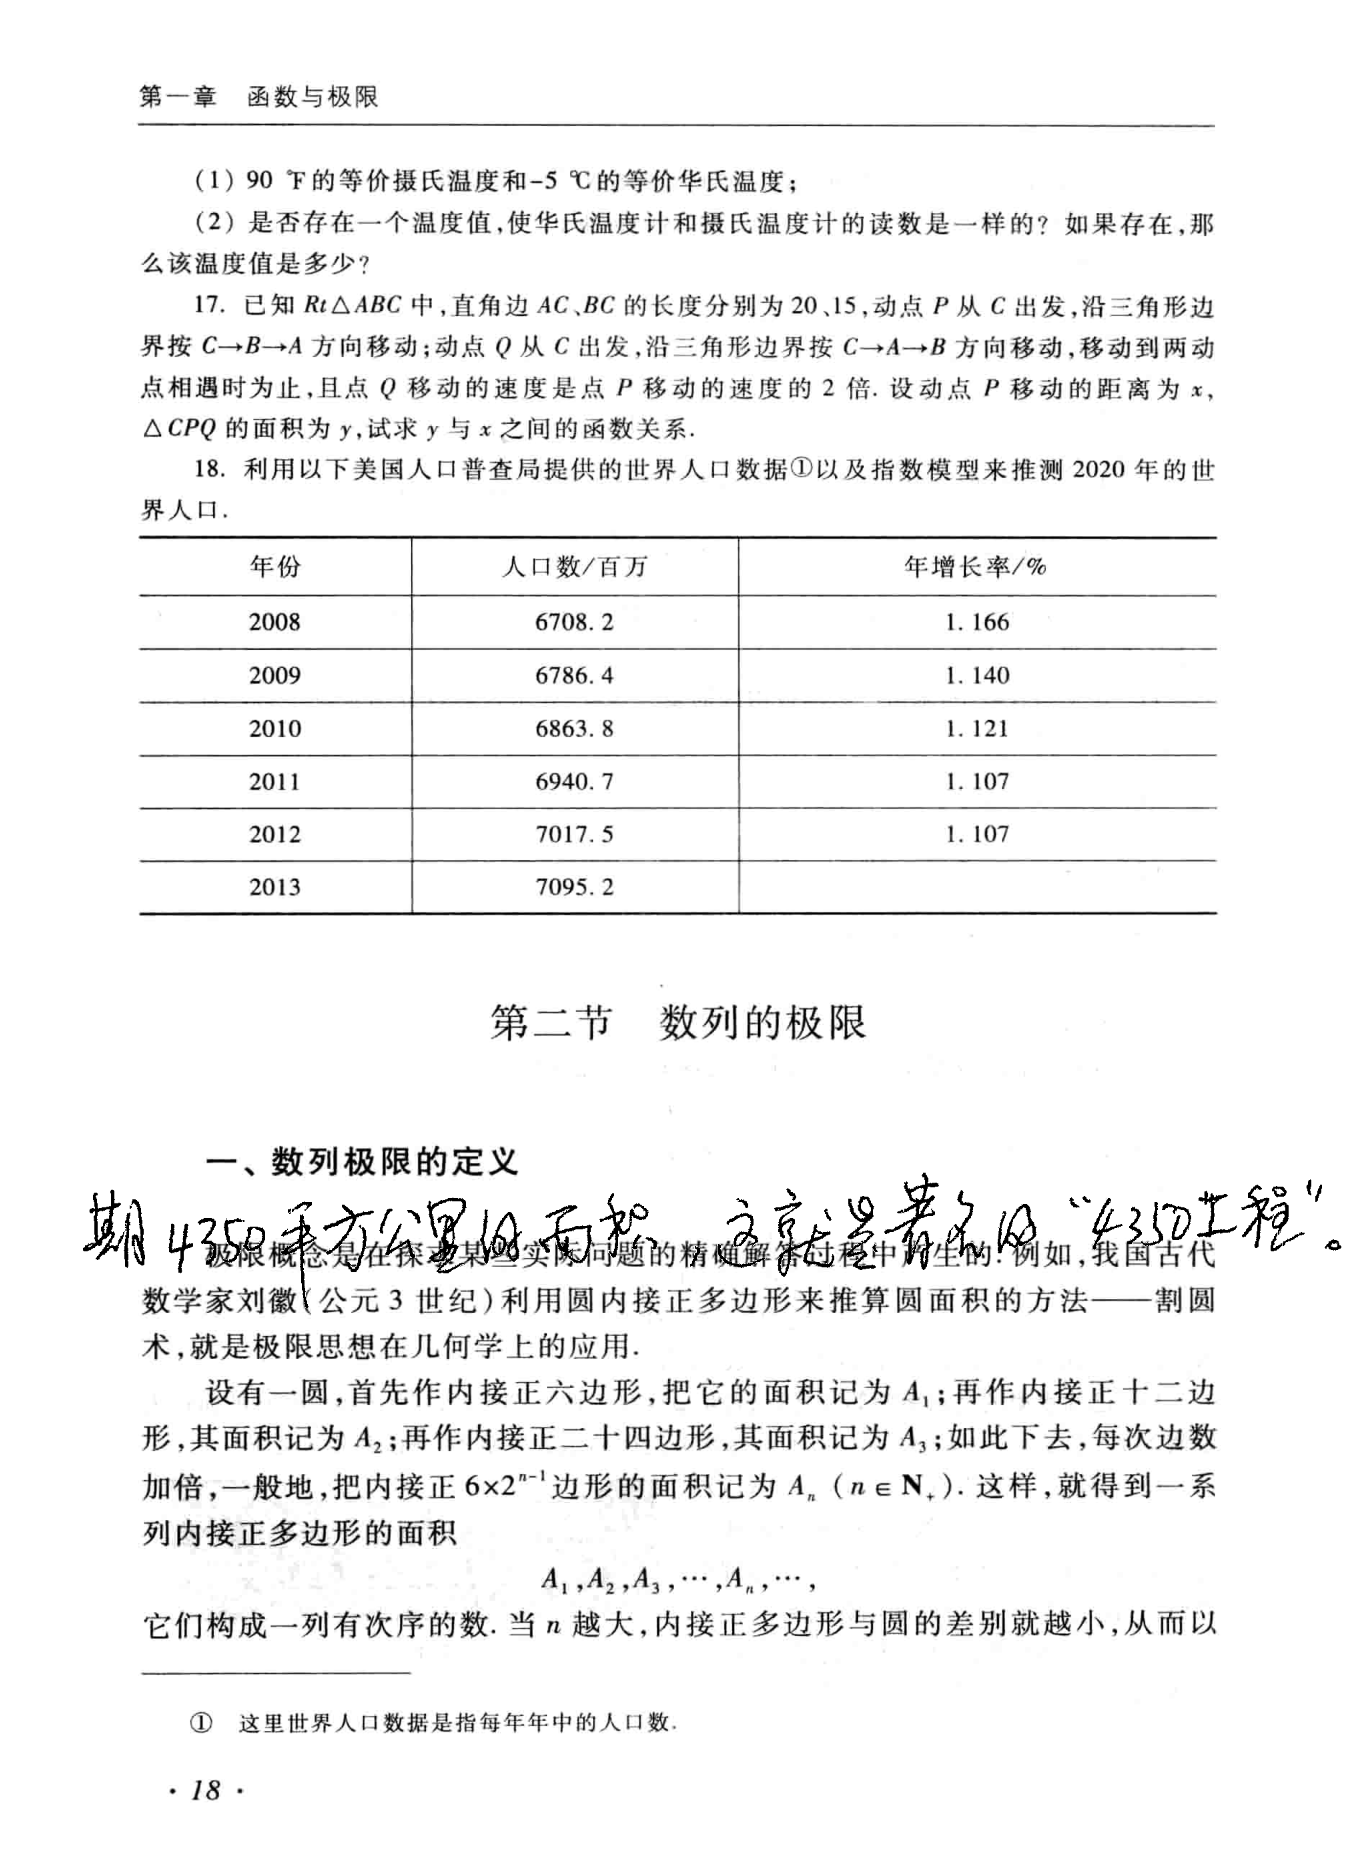 第一章 函数与极限
(1) 90 ℉的等价摄氏温度和-5 ℃的等价华氏温度;
(2) 是否存在一个温度值,使华氏温度计和摄氏温度计的读数是一样的? 如果存在,那
么该温度值是多少?
17. 已知 Rt△ABC 中,直角边 AC、BC 的长度分别为 20、15,动点 P 从 C 出发,沿三角形边
界按 C→B→A 方向移动;动点 Q 从 C 出发,沿三角形边界按 C→A→B 方向移动,移动到两动
点相遇时为止,且点 Q 移动的速度是点 P 移动的速度的 2 倍. 设动点 P 移动的距离为 x,
△CPQ 的面积为 y,试求 y 与 x 之间的函数关系.
18. 利用以下美国人口普查局提供的世界人口数据①以及指数模型来推测 2020 年的世
界人口.
年份 人口数/百万 年增长率/%
2008 6708.2 1.166
2009 6786.4 1.140
2010 6863.8 1.121
2011 6940.7 1.107
2012 7017.5 1.107
2013 7095.2
第二节 数列的极限
一、数列极限的定义
期4350平方公里的面积,这就是著名的“4350工程”。
极限概念是在探求某些实际问题的精确解答过程中产生的.例如,我国古代
数学家刘徽(公元 3 世纪)利用圆内接正多边形来推算圆面积的方法——割圆
术,就是极限思想在几何学上的应用.
设有一圆,首先作内接正六边形,把它的面积记为 A₁;再作内接正十二边
形,其面积记为 A₂;再作内接正二十四边形,其面积记为 A₃;如此下去,每次边数
加倍,一般地,把内接正 6×2ⁿ⁻¹边形的面积记为 Aₙ (n∈N₊). 这样,就得到一系
列内接正多边形的面积
A₁,A₂,A₃,⋯,Aₙ,⋯,
它们构成一列有次序的数. 当 n 越大,内接正多边形与圆的差别就越小,从而以
① 这里世界人口数据是指每年年中的人口数.
· 18 ·